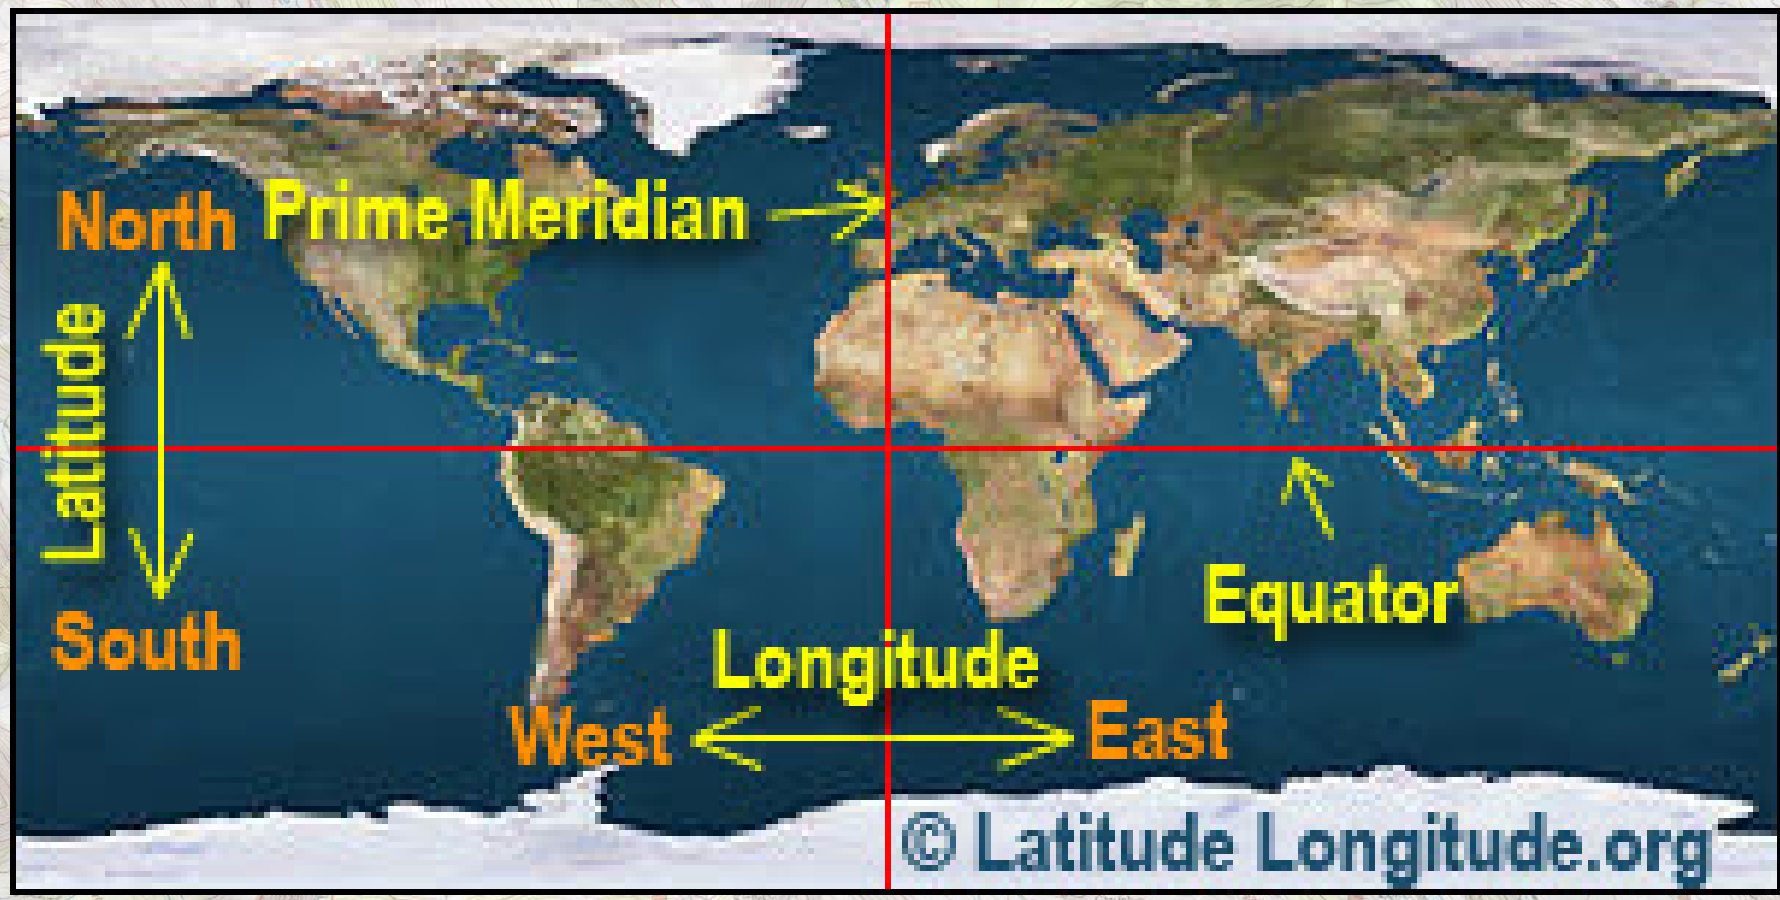 North
Prime Meridian
Latitude
South
Equator
Longitude
West
East
© Latitude Longitude.org